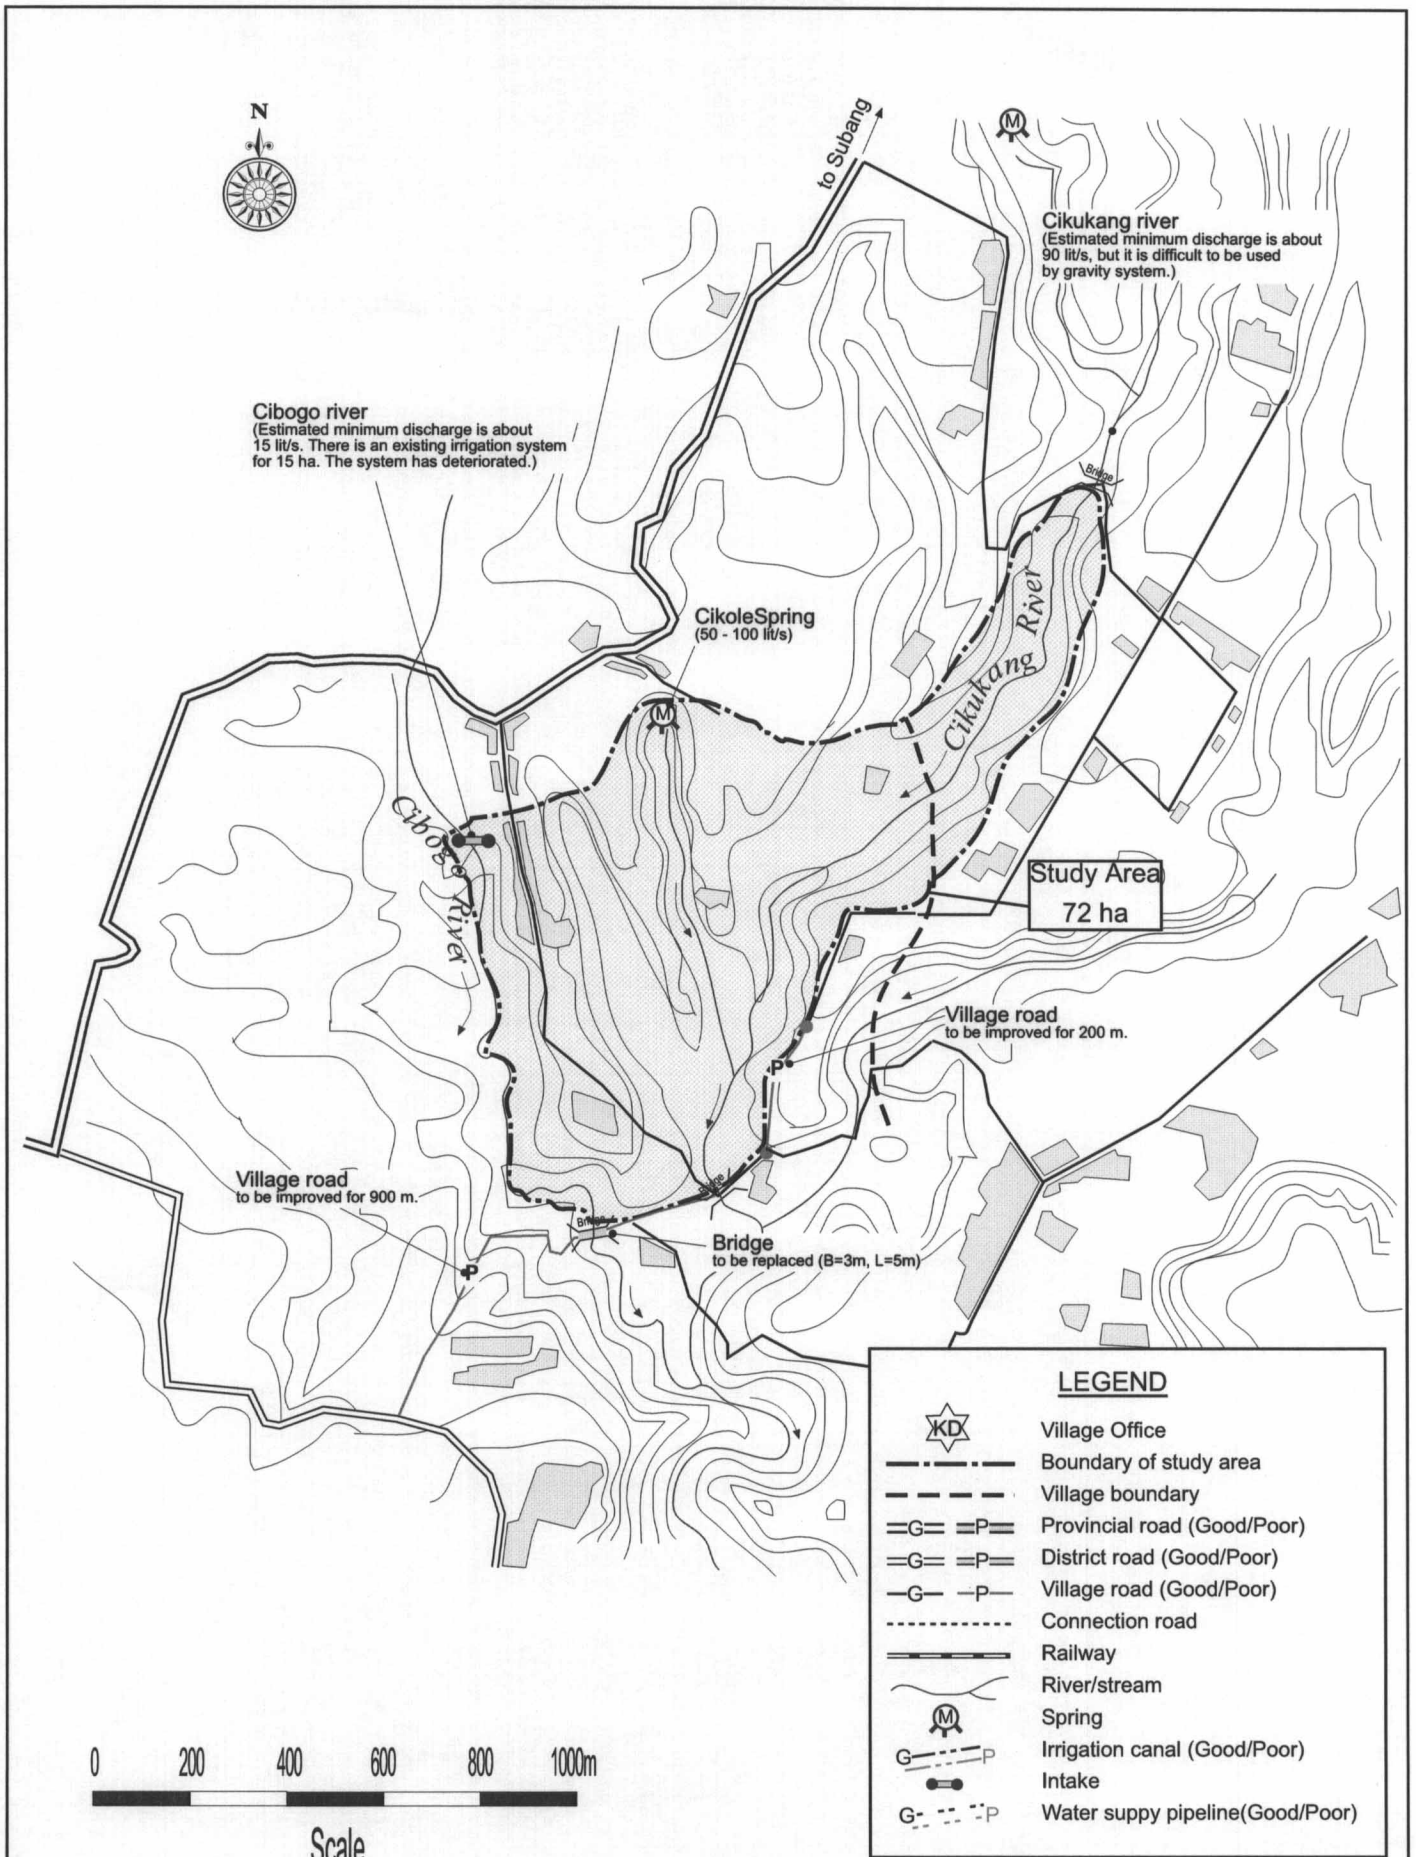 N
to Subang
M
Cikukang river
(Estimated minimum discharge is about
90 lit/s, but it is difficult to be used
by gravity system.)
Cibogo river
(Estimated minimum discharge is about
15 lit/s. There is an existing irrigation system
for 15 ha. The system has deteriorated.)
Bridge
CikoleSpring
(50 - 100 lit/s)
M
Cikukang River
Cibogo River
Study Area
72 ha
Village road
to be improved for 200 m.
P
Village road
to be improved for 900 m.
P
Bridge
Bridge
Bridge
to be replaced (B=3m, L=5m)
LEGEND
KD Village Office
Boundary of study area
Village boundary
G P Provincial road (Good/Poor)
G P District road (Good/Poor)
G P Village road (Good/Poor)
Connection road
Railway
River/stream
M Spring
G P Irrigation canal (Good/Poor)
Intake
G P Water suppy pipeline(Good/Poor)
0 200 400 600 800 1000m
Scale